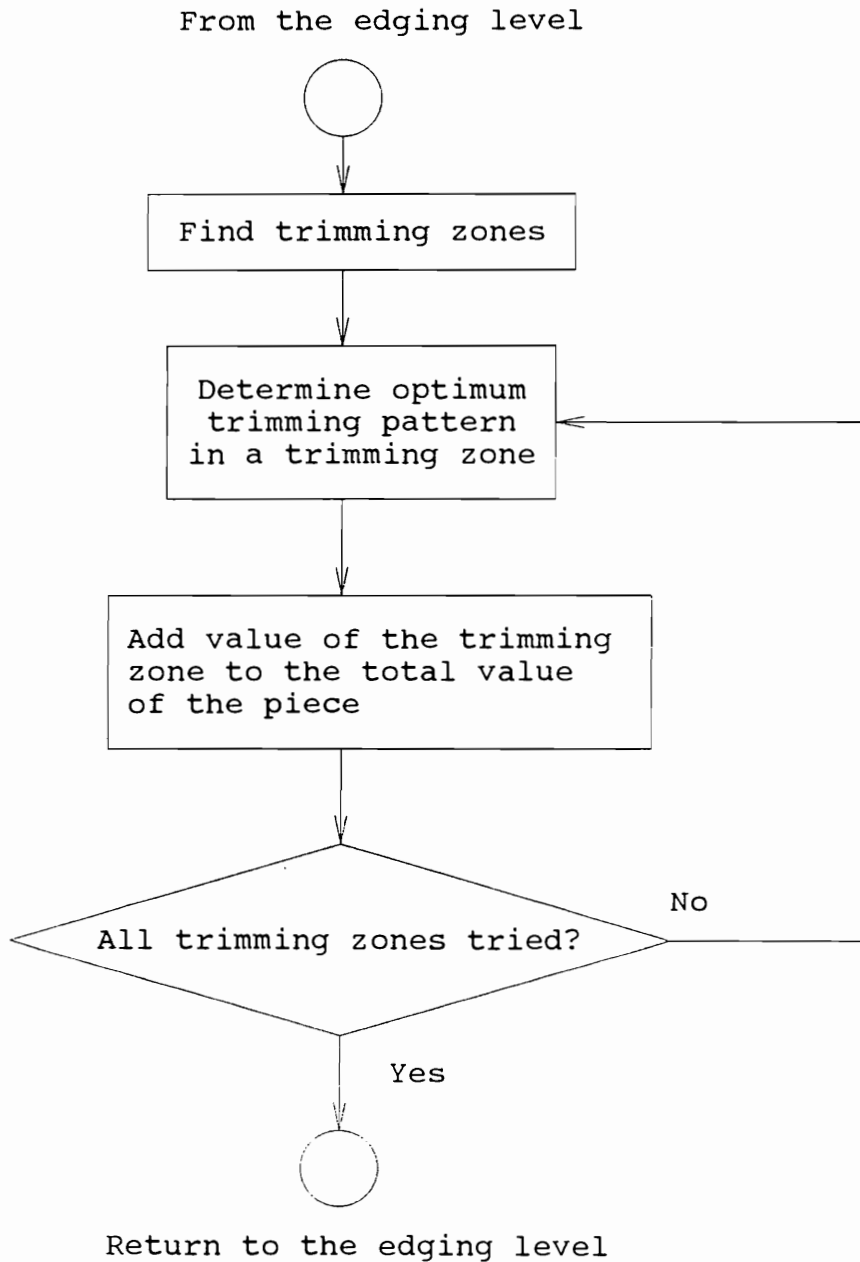 From the edging level
Find trimming zones
Determine optimum
trimming pattern
in a trimming zone
Add value of the trimming
zone to the total value
of the piece
No
All trimming zones tried?
Yes
Return to the edging level